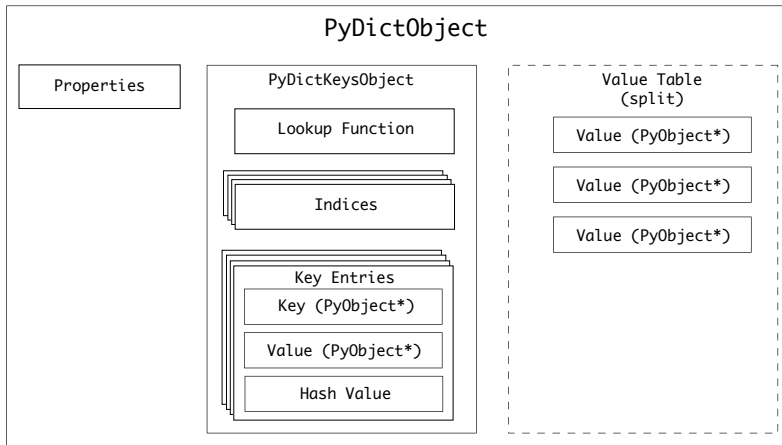 PyDictObject
Properties
PyDictKeysObject
Lookup Function
Indices
Key Entries
Key (PyObject*)
Value (PyObject*)
Hash Value
Value Table
(split)
Value (PyObject*)
Value (PyObject*)
Value (PyObject*)